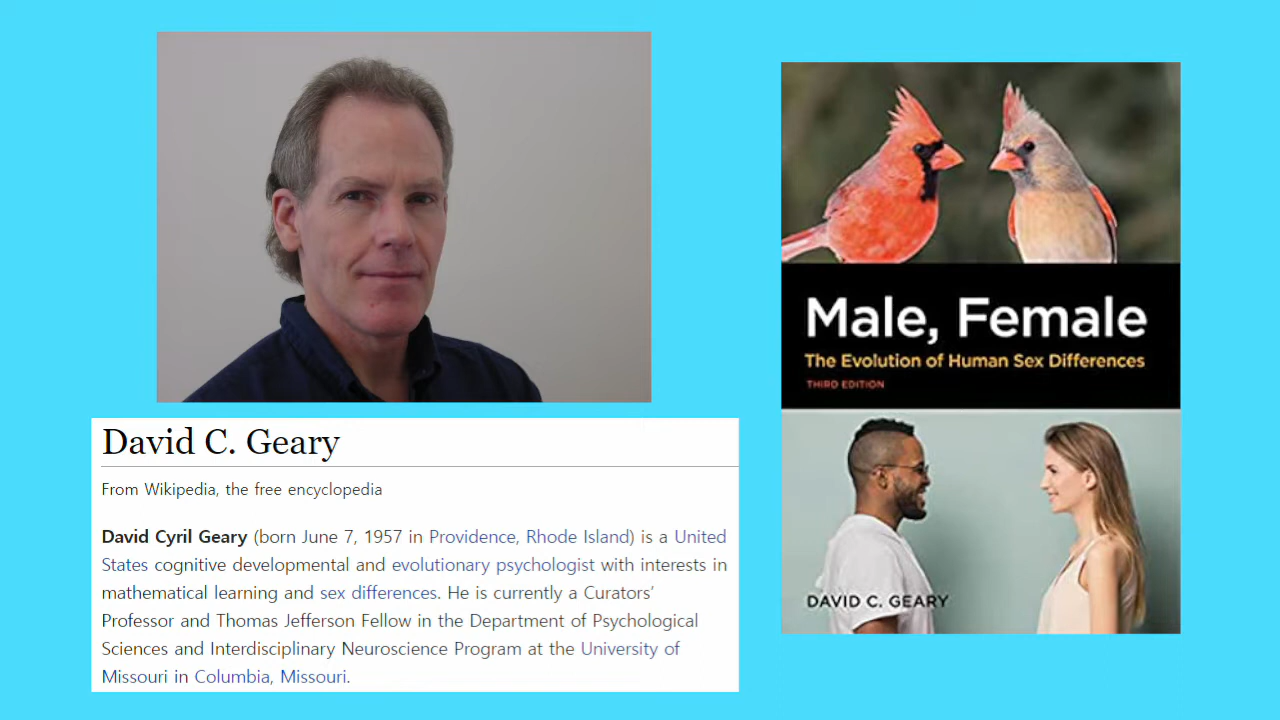 David C. Geary
From Wikipedia, the free encyclopedia
David Cyril Geary (born June 7, 1957 in Providence, Rhode Island) is a United
States cognitive developmental and evolutionary psychologist with interests in
mathematical learning and sex differences. He is currently a Curators'
Professor and Thomas Jefferson Fellow in the Department of Psychological
Sciences and Interdisciplinary Neuroscience Program at the University of
Missouri in Columbia, Missouri.
Male, Female
The Evolution of Human Sex Differences
THIRD EDITION
DAVID C. GEARY